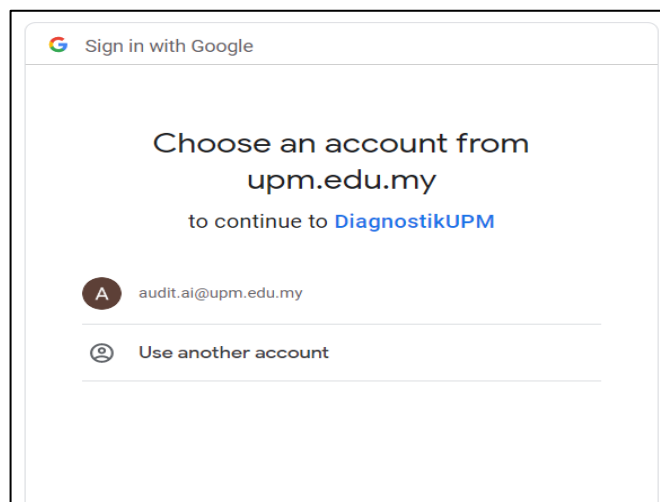 Sign in with Google
Choose an account from
upm.edu.my
to continue to DiagnostikUPM
A
audit.ai@upm.edu.my
Use another account